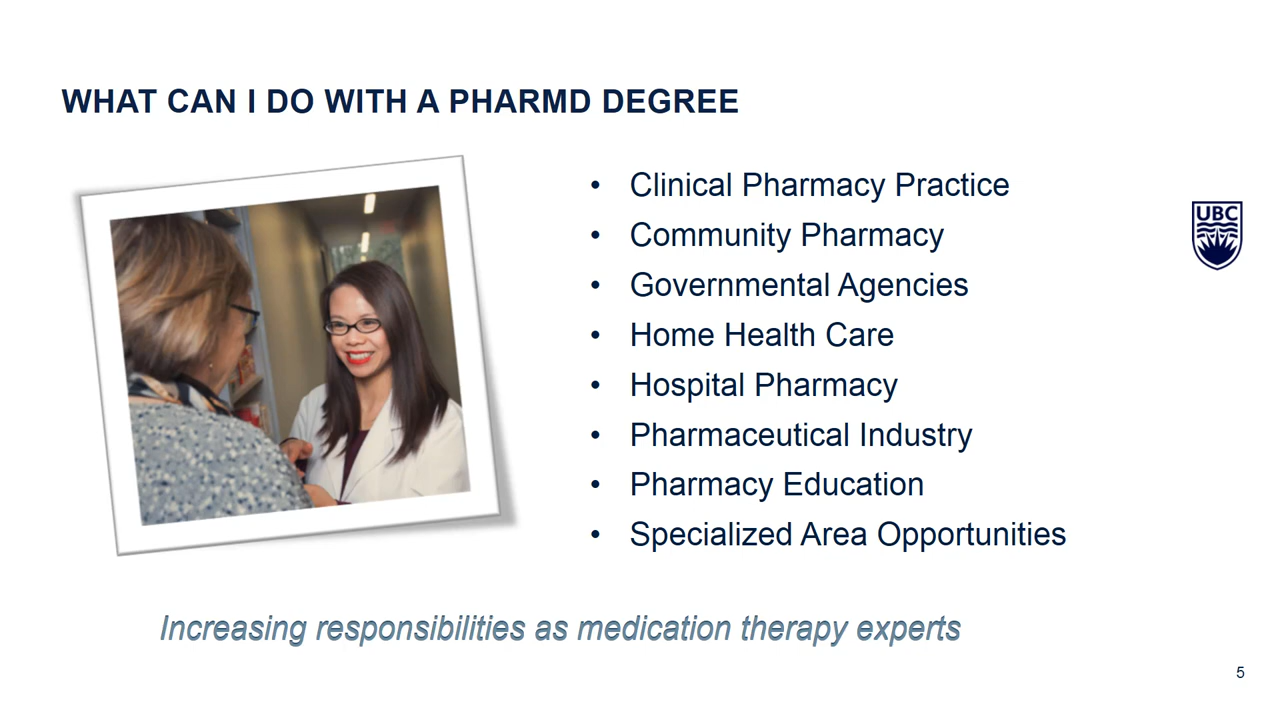 WHAT CAN I DO WITH A PHARMD DEGREE
• Clinical Pharmacy Practice
• Community Pharmacy
• Governmental Agencies
• Home Health Care
• Hospital Pharmacy
• Pharmaceutical Industry
• Pharmacy Education
• Specialized Area Opportunities
UBC
Increasing responsibilities as medication therapy experts
5